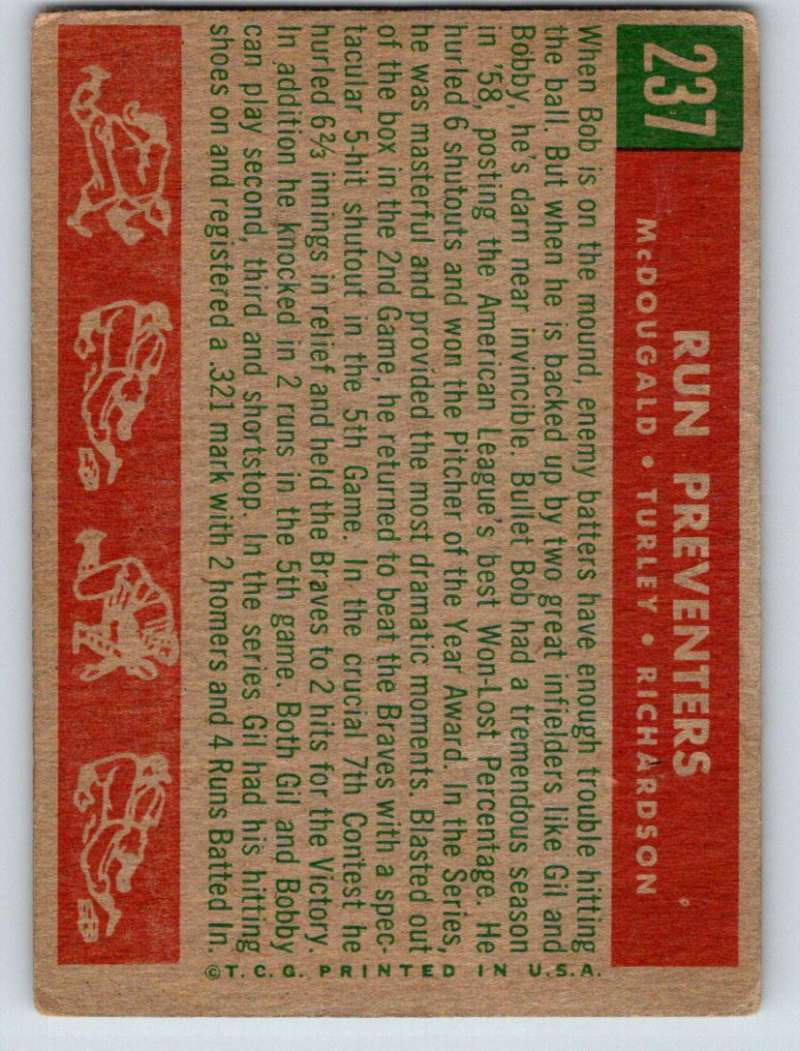 237
RUN PREVENTERS
McDOUGALD • TURLEY • RICHARDSON
When Bob is on the mound, enemy batters have enough trouble hitting
the ball. But when he is backed up by two great infielders like Gil and
Bobby, he's darn near invincible. Bullet Bob had a tremendous season
in '58, posting the American League's best Won-Lost Percentage. He
hurled 6 shutouts and won the Pitcher of the Year Award. In the Series,
he was masterful and provided the most dramatic moments. Blasted out
of the box in the 2nd Game, he returned to beat the Braves with a spec-
tacular 5-hit shutout in the 5th Game. In the crucial 7th Contest he
hurled 6⅔ innings in relief and held the Braves to 2 hits for the Victory.
In addition he knocked in 2 runs in the 5th game. Both Gil and Bobby
can play second, third and shortstop. In the series Gil had his hitting
shoes on and registered a .321 mark with 2 homers and 4 Runs Batted In.
©T.C.G. PRINTED IN U.S.A.